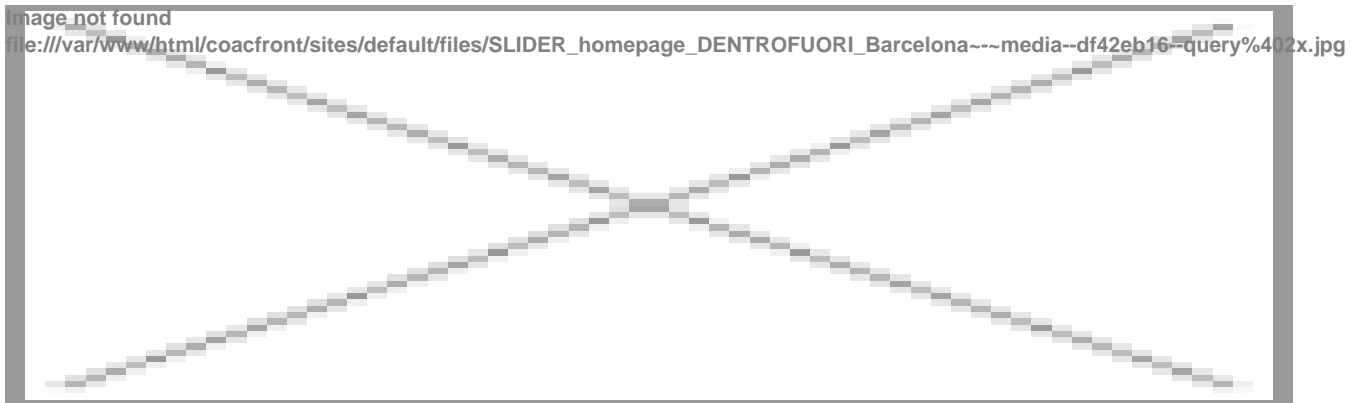 Image not found
file:///var/www/html/coacfront/sites/default/files/SLIDER_homepage_DENTROFUORI_Barcelona~-~media--df42eb16--query%402x.jpg